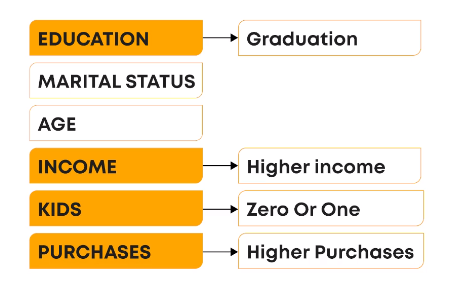 EDUCATION Graduation
MARITAL STATUS
AGE
INCOME Higher income
KIDS Zero Or One
PURCHASES Higher Purchases